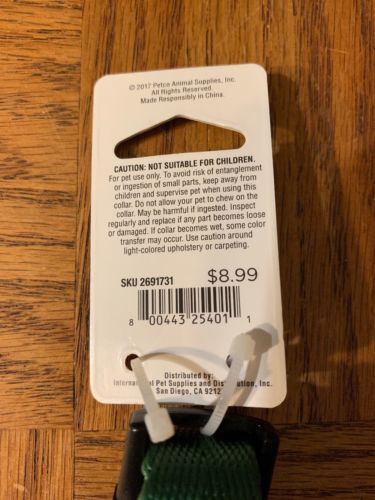 © 2017 Petco Animal Supplies, Inc.
All Rights Reserved.
Made Responsibly in China.
CAUTION: NOT SUITABLE FOR CHILDREN.
For pet use only. To avoid risk of entanglement
or ingestion of small parts, keep away from
children and supervise pet when using this
collar. Do not allow your pet to chew on the
collar. May be harmful if ingested. Inspect
regularly and replace if any part becomes loose
or damaged. If collar becomes wet, some color
transfer may occur. Use caution around
light-colored upholstery or carpeting.
SKU 2691731 $8.99
8 00443 25401 1
Distributed by:
Pet Supplies and Inc.
San Diego, CA